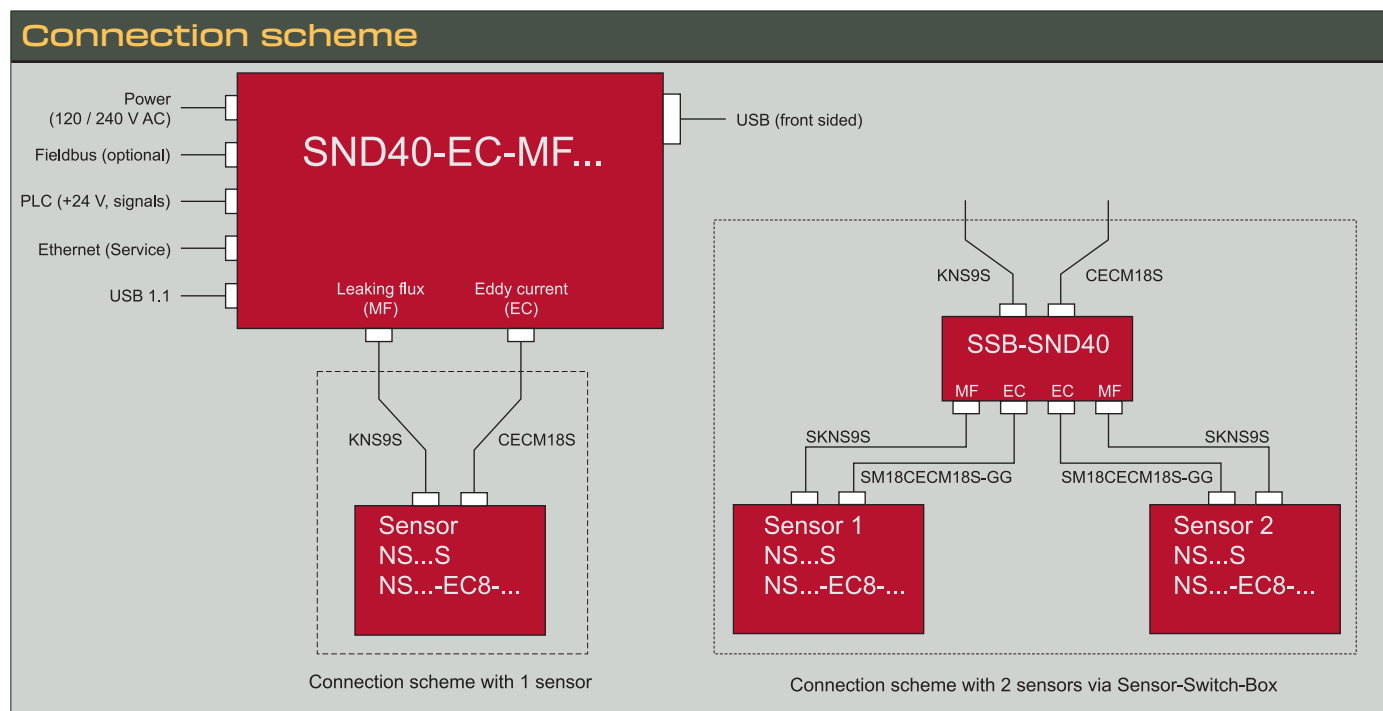 Connection scheme
Power
(120 / 240 V AC)
Fieldbus (optional)
PLC (+24 V, signals)
Ethernet (Service)
USB 1.1
SND40-EC-MF...
USB (front sided)
Leaking flux
(MF)
Eddy current
(EC)
KNS9S
CECM18S
Sensor
NS...S
NS...-EC8-...
Connection scheme with 1 sensor
KNS9S
CECM18S
SSB-SND40
MF
EC
EC
MF
SKNS9S
SKNS9S
SM18CECM18S-GG
SM18CECM18S-GG
Sensor 1
NS...S
NS...-EC8-...
Sensor 2
NS...S
NS...-EC8-...
Connection scheme with 2 sensors via Sensor-Switch-Box